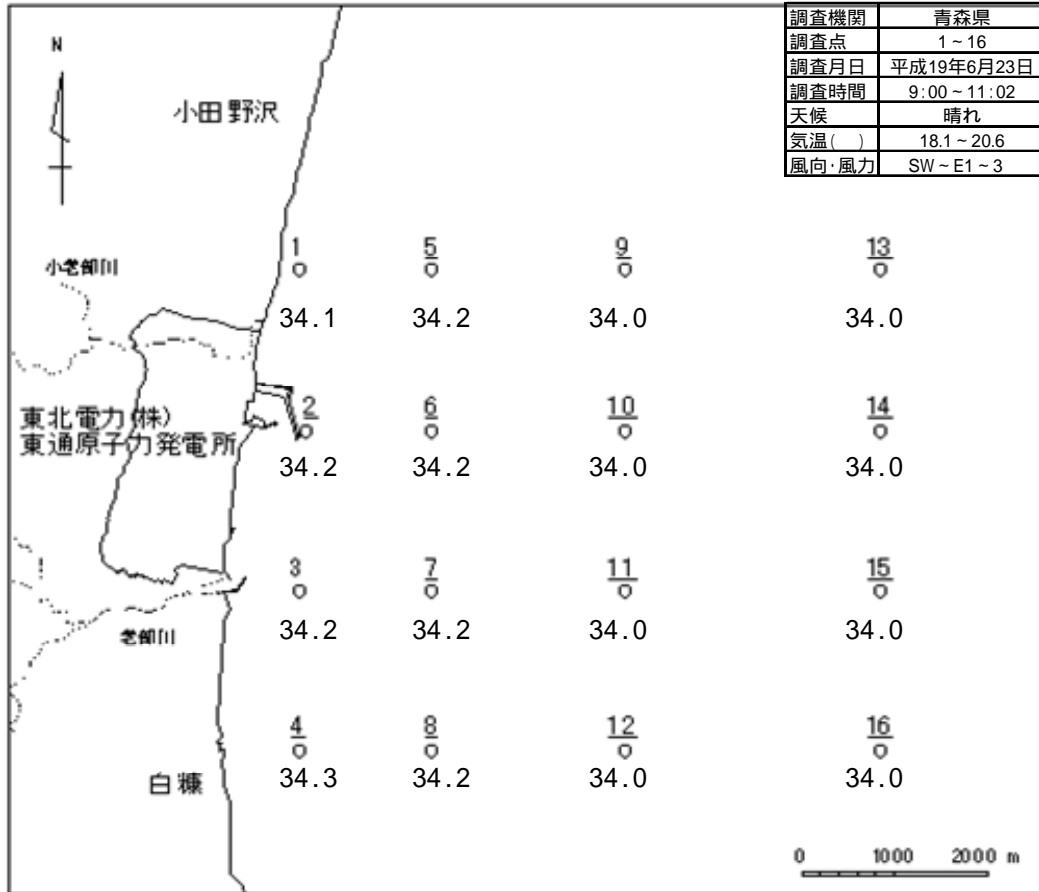 調査機関 青森県
調査点 1~16
調査月日 平成19年6月23日
調査時間 9:00~11:02
天候 晴れ
気温( ) 18.1~20.6
風向・風力 SW~E1~3
N
小田野沢
小老部川
1 5 9 13
34.1 34.2 34.0 34.0
東北電力(株)
東通原子力発電所
2 6 10 14
34.2 34.2 34.0 34.0
3 7 11 15
34.2 34.2 34.0 34.0
老部川
4 8 12 16
34.3 34.2 34.0 34.0
白糠
0 1000 2000 m